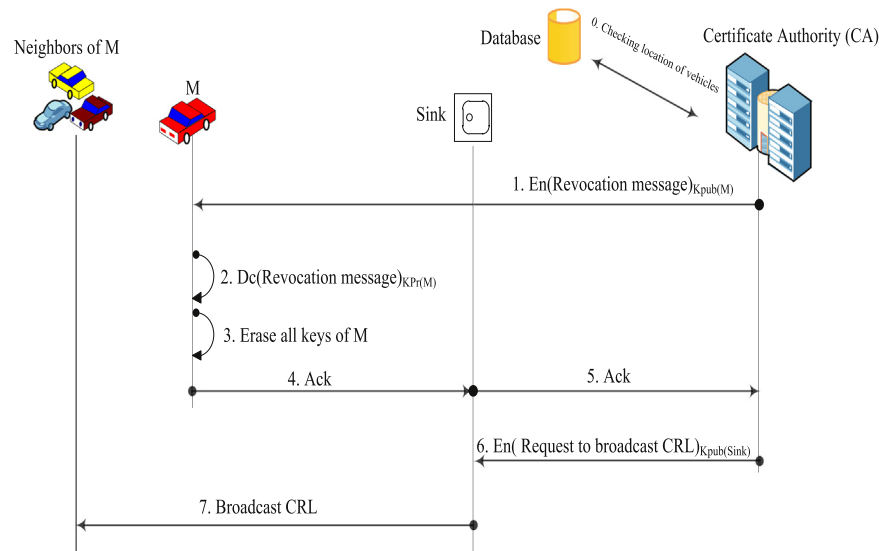 Neighbors of M
M
Sink
Database
0. Checking location of vehicles
Certificate Authority (CA)
1. En(Revocation message)Kpub(M)
2. Dc(Revocation message)KPr(M)
3. Erase all keys of M
4. Ack
5. Ack
6. En( Request to broadcast CRL)Kpub(Sink)
7. Broadcast CRL